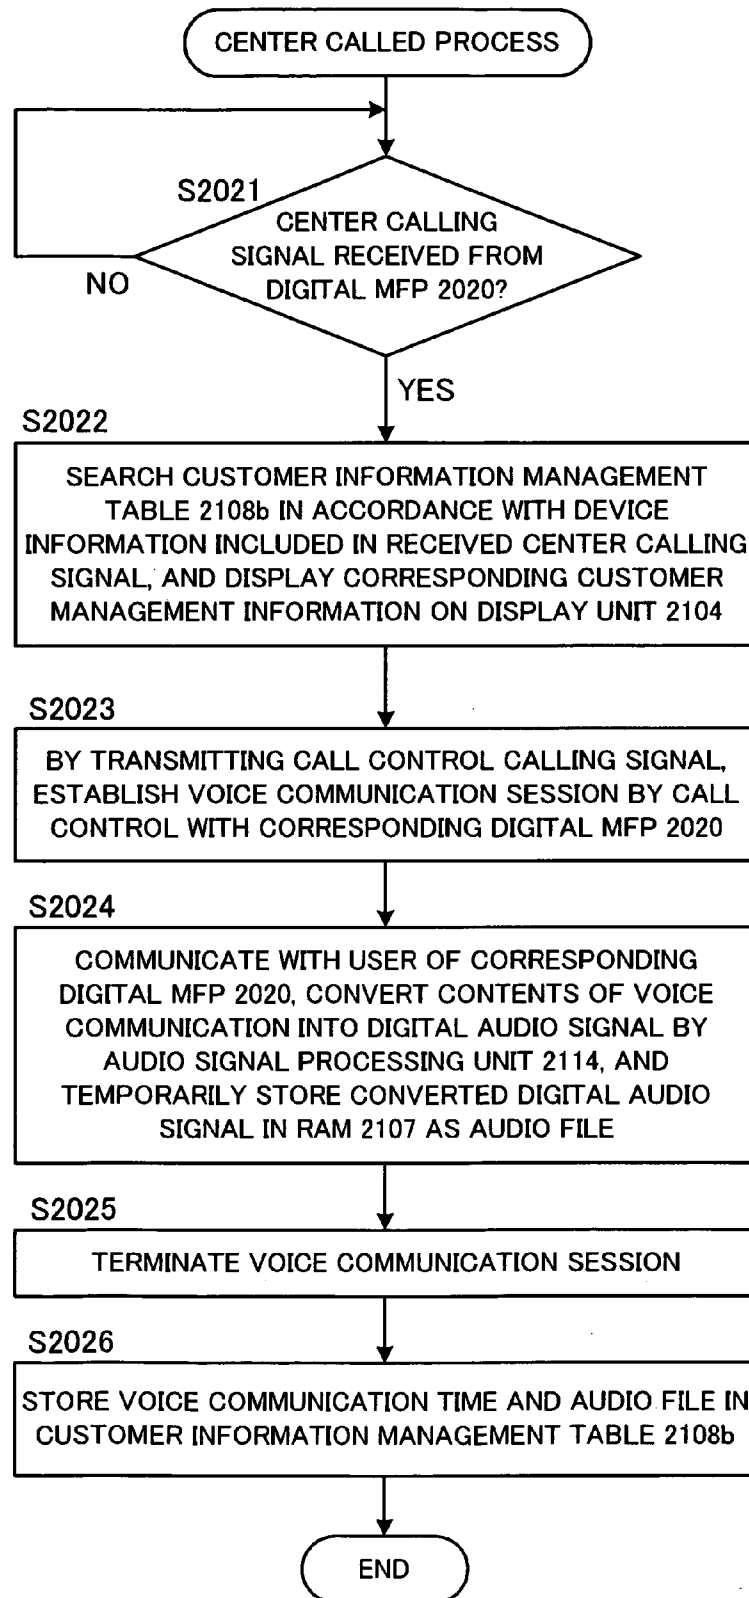 CENTER CALLED PROCESS
S2021
CENTER CALLING
SIGNAL RECEIVED FROM
DIGITAL MFP 2020?
NO
YES
S2022
SEARCH CUSTOMER INFORMATION MANAGEMENT
TABLE 2108b IN ACCORDANCE WITH DEVICE
INFORMATION INCLUDED IN RECEIVED CENTER CALLING
SIGNAL, AND DISPLAY CORRESPONDING CUSTOMER
MANAGEMENT INFORMATION ON DISPLAY UNIT 2104
S2023
BY TRANSMITTING CALL CONTROL CALLING SIGNAL,
ESTABLISH VOICE COMMUNICATION SESSION BY CALL
CONTROL WITH CORRESPONDING DIGITAL MFP 2020
S2024
COMMUNICATE WITH USER OF CORRESPONDING
DIGITAL MFP 2020, CONVERT CONTENTS OF VOICE
COMMUNICATION INTO DIGITAL AUDIO SIGNAL BY
AUDIO SIGNAL PROCESSING UNIT 2114, AND
TEMPORARILY STORE CONVERTED DIGITAL AUDIO
SIGNAL IN RAM 2107 AS AUDIO FILE
S2025
TERMINATE VOICE COMMUNICATION SESSION
S2026
STORE VOICE COMMUNICATION TIME AND AUDIO FILE IN
CUSTOMER INFORMATION MANAGEMENT TABLE 2108b
END